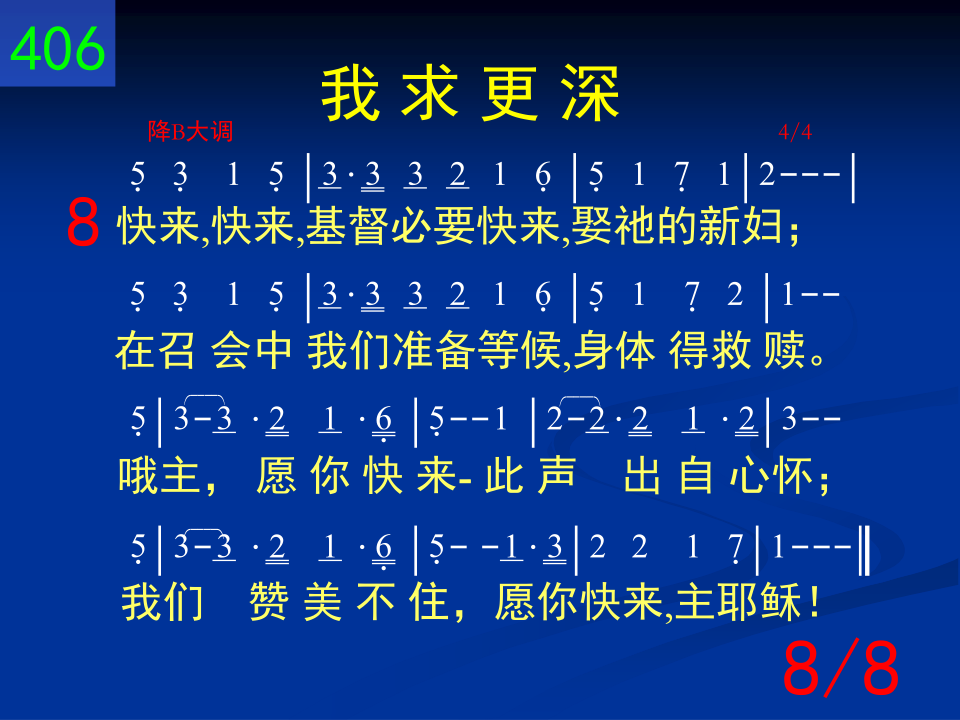 406
我 求 更 深
降B大调 4/4
5̣ 3̣ 1 5̣ | 3 · 3 3 2 1 6̣ | 5̣ 1 7̣ 1 | 2--- |
8 快来,快来,基督必要快来,娶祂的新妇；
5̣ 3̣ 1 5̣ | 3 · 3 3 2 1 6̣ | 5̣ 1 7̣ 2 | 1--
在召 会中 我们准备等候,身体 得救 赎。
5̣ | 3-3 · 2 1 · 6̣ | 5̣--1 | 2-2 · 2 1 · 2 | 3--
哦主， 愿 你 快 来- 此 声 出 自 心怀；
5̣ | 3-3 · 2 1 · 6̣ | 5̣- -1 · 3 | 2 2 1 7̣ | 1---‖
我们 赞 美 不 住，愿你快来,主耶稣！
8/8